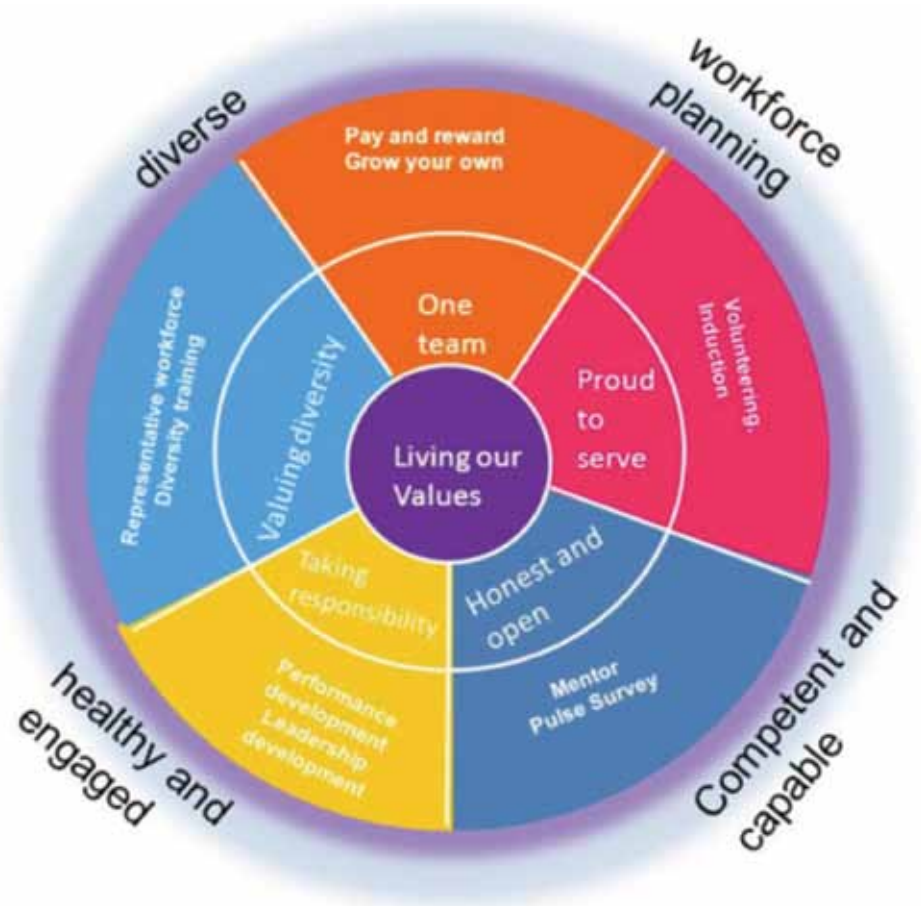 diverse
workforce
planning
Pay and reward
Grow your own
One
team
Volunteering,
Induction
Proud
to
serve
Living our
Values
Representative workforce
Diversity training
Valuing diversity
Taking
responsibility
Performance
development
Leadership
development
Honest and
open
Mentor
Pulse Survey
healthy and
engaged
Competent and
capable